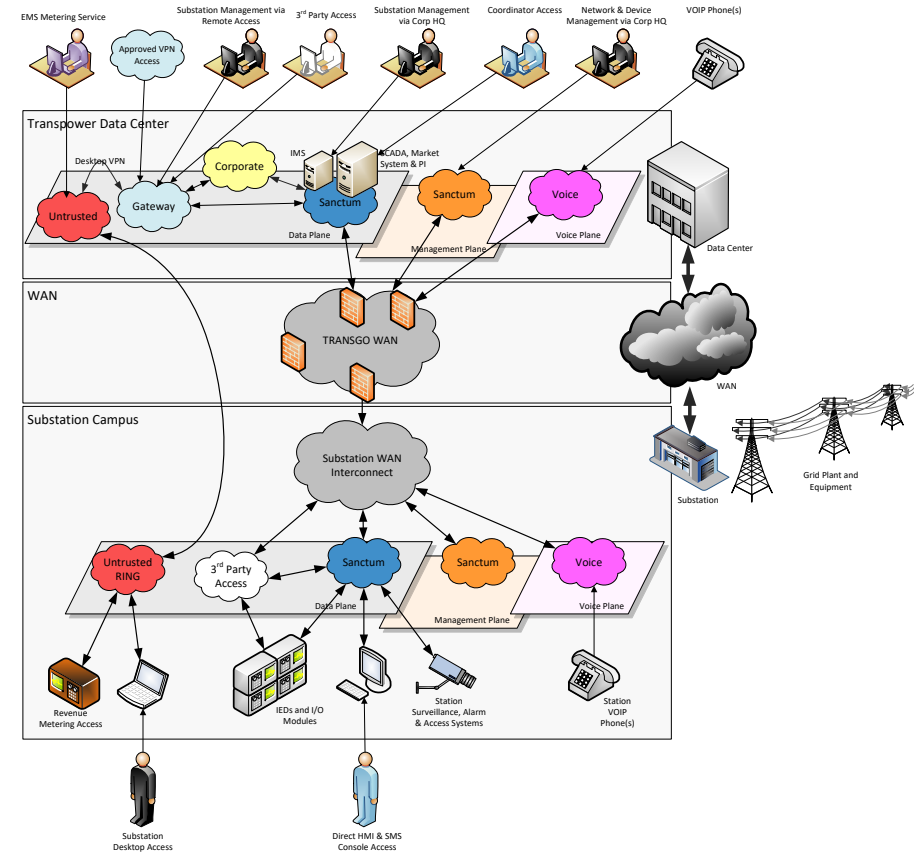 EMS Metering Service
Approved VPN
Access
Substation Management via
Remote Access
3rd Party Access
Substation Management
via Corp HQ
Coordinator Access
Network & Device
Management via Corp HQ
VOIP Phone(s)
Transpower Data Center
Desktop VPN
Corporate
IMS
SCADA, Market
System & PI
Untrusted
Gateway
Sanctum
Data Plane
Sanctum
Management Plane
Voice
Voice Plane
Data Center
WAN
TRANSGO WAN
WAN
Substation Campus
Substation WAN
Interconnect
Substation
Grid Plant and
Equipment
Untrusted
RING
3rd Party
Access
Sanctum
Data Plane
Sanctum
Management Plane
Voice
Voice Plane
Revenue
Metering Access
IEDs and I/O
Modules
Station
Surveillance, Alarm
& Access Systems
Station
VOIP
Phone(s)
Substation
Desktop Access
Direct HMI & SMS
Console Access